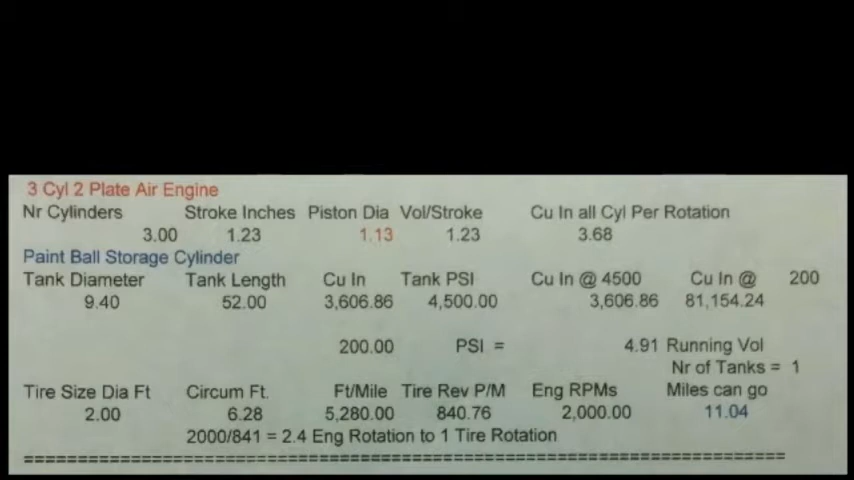 3 Cyl 2 Plate Air Engine
Nr Cylinders Stroke Inches Piston Dia Vol/Stroke Cu In all Cyl Per Rotation
3.00 1.23 1.13 1.23 3.68
Paint Ball Storage Cylinder
Tank Diameter Tank Length Cu In Tank PSI Cu In @ 4500 Cu In @ 200
9.40 52.00 3,606.86 4,500.00 3,606.86 81,154.24
200.00 PSI = 4.91 Running Vol
Nr of Tanks = 1
Tire Size Dia Ft Circum Ft. Ft/Mile Tire Rev P/M Eng RPMs Miles can go
2.00 6.28 5,280.00 840.76 2,000.00 11.04
2000/841 = 2.4 Eng Rotation to 1 Tire Rotation